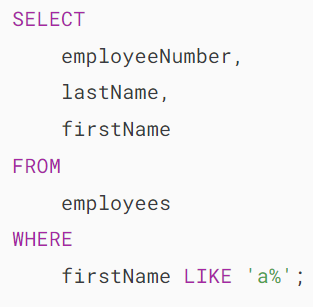 SELECT
    employeeNumber,
    lastName,
    firstName
FROM
    employees
WHERE
    firstName LIKE 'a%';